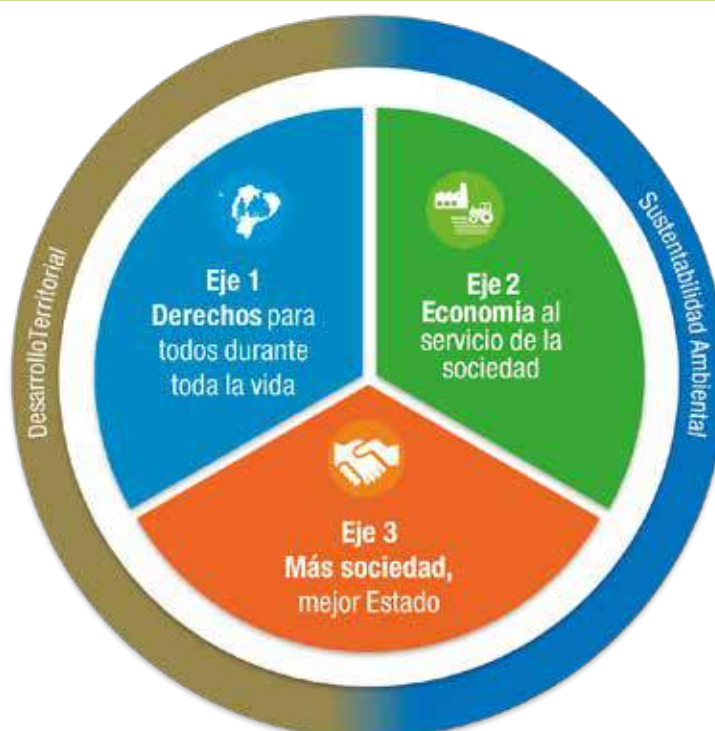 Eje 1
Derechos para
todos durante
toda la vida
Eje 2
Economía al
servicio de la
sociedad
Eje 3
Más sociedad,
mejor Estado
DesarrolloTerritorial
Sustentabilidad Ambiental